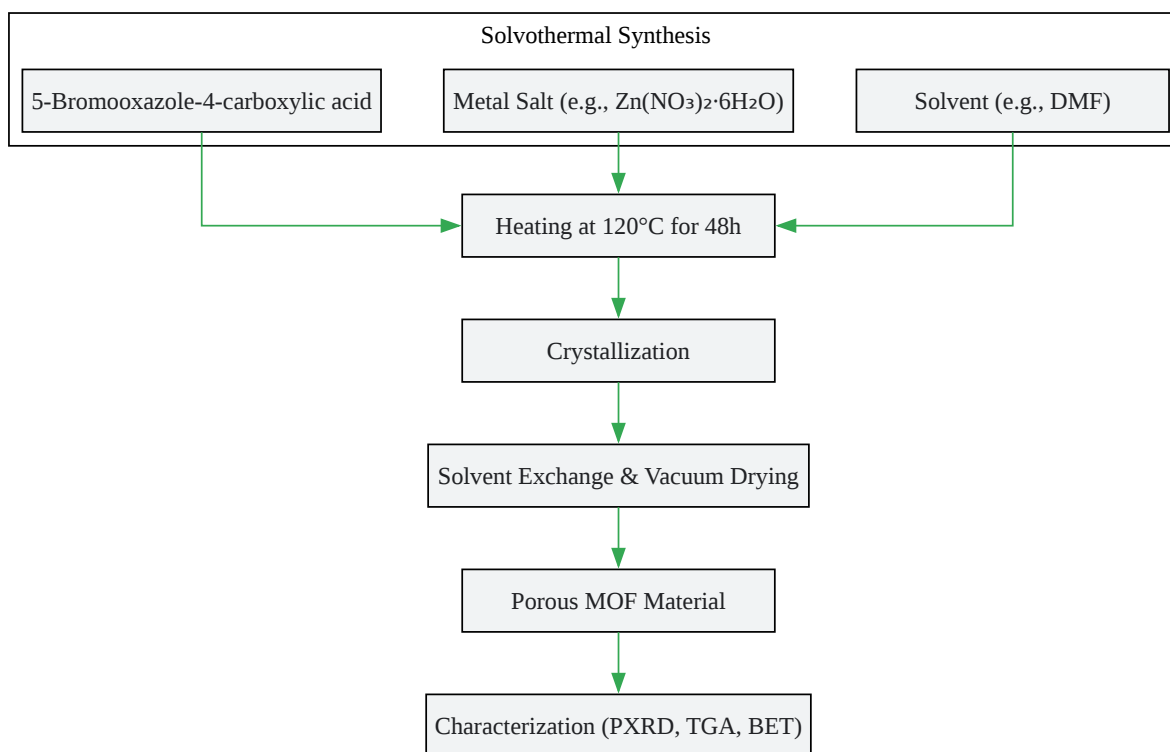 Solvothermal Synthesis
5-Bromooxazole-4-carboxylic acid
Metal Salt (e.g., Zn(NO₃)₂·6H₂O)
Solvent (e.g., DMF)
Heating at 120°C for 48h
Crystallization
Solvent Exchange & Vacuum Drying
Porous MOF Material
Characterization (PXRD, TGA, BET)